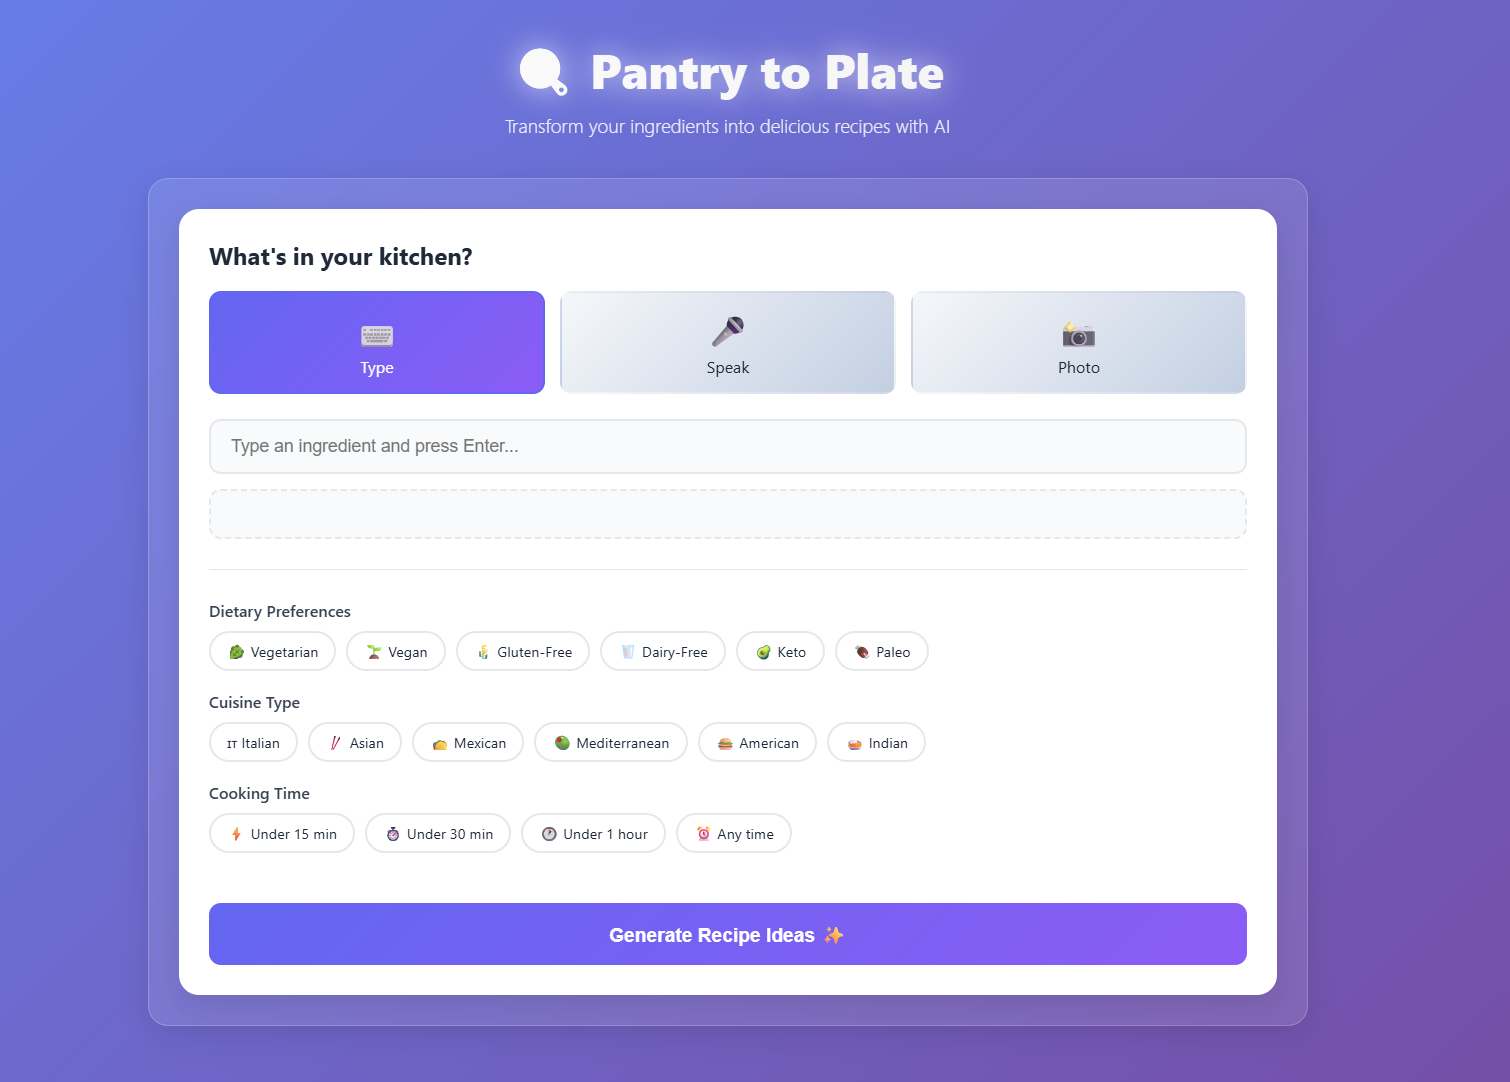 Pantry to Plate
Transform your ingredients into delicious recipes with AI
What's in your kitchen?
Type
Speak
Photo
Type an ingredient and press Enter...
Dietary Preferences
Vegetarian
Vegan
Gluten-Free
Dairy-Free
Keto
Paleo
Cuisine Type
IT Italian
Asian
Mexican
Mediterranean
American
Indian
Cooking Time
Under 15 min
Under 30 min
Under 1 hour
Any time
Generate Recipe Ideas ✨